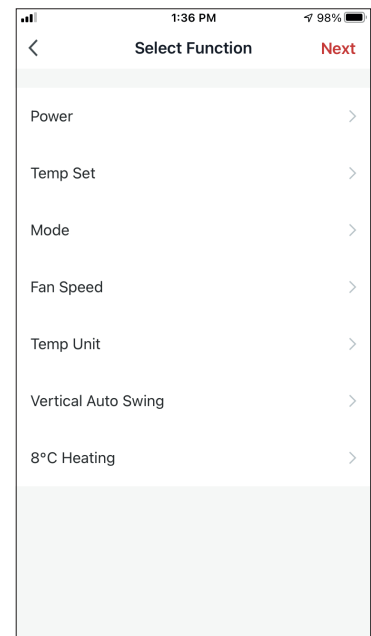 1:36 PM 98%
Select Function Next
Power
Temp Set
Mode
Fan Speed
Temp Unit
Vertical Auto Swing
8°C Heating